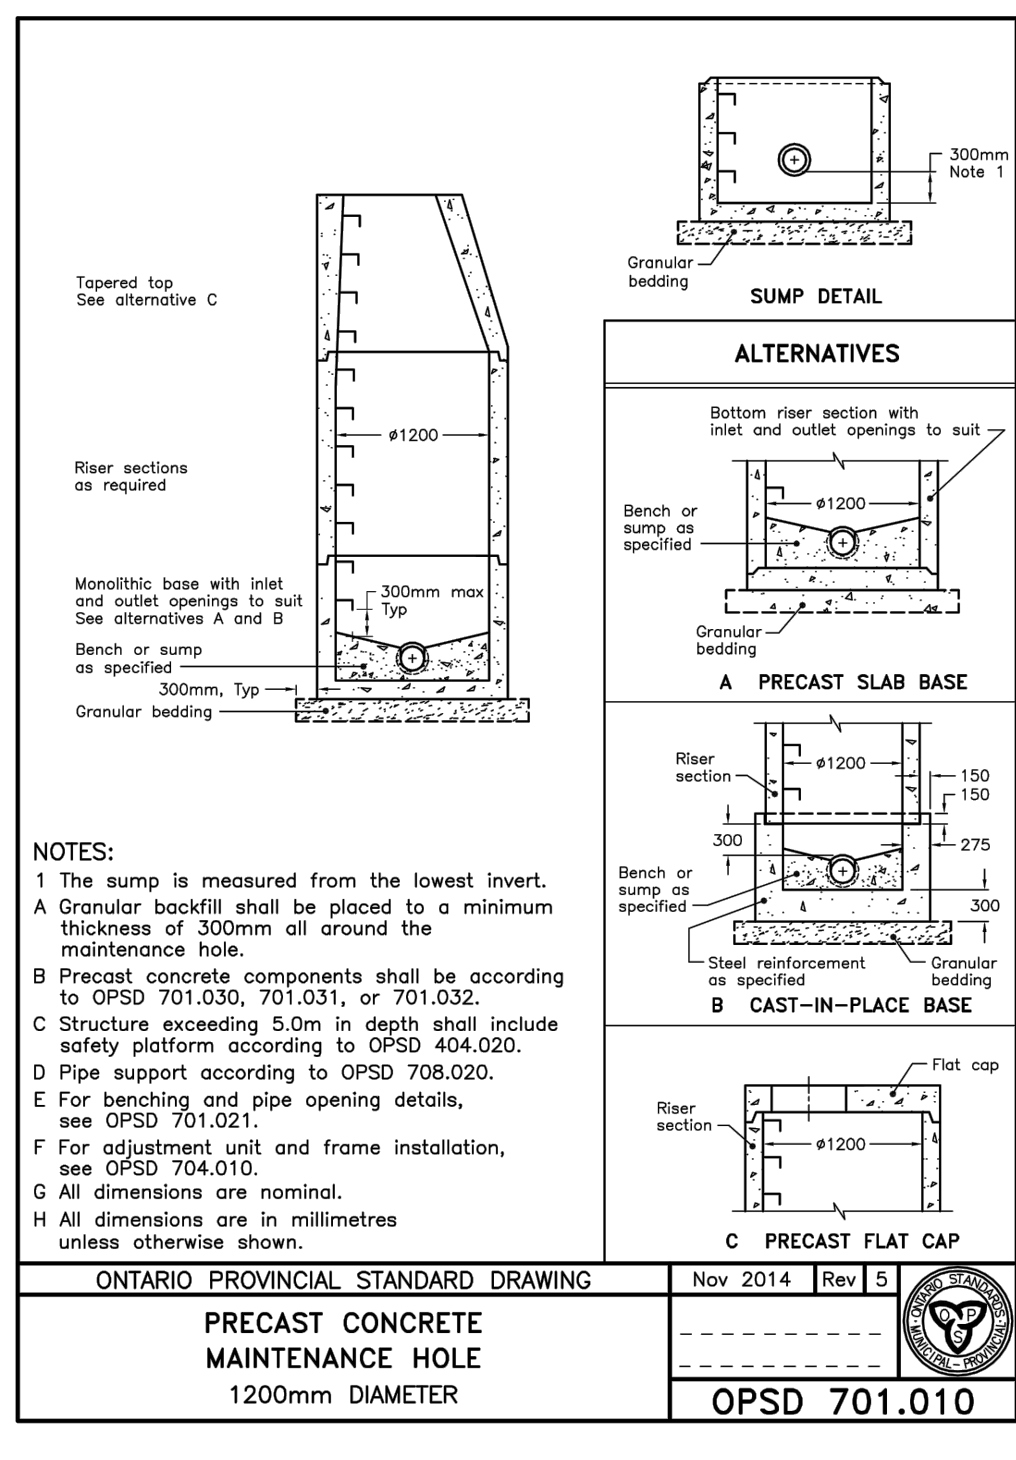 300mm
Note 1
Granular
bedding
SUMP DETAIL
Tapered top
See alternative C
ø1200
Riser sections
as required
Monolithic base with inlet
and outlet openings to suit
See alternatives A and B
300mm max
Typ
Bench or sump
as specified
300mm, Typ
Granular bedding
ALTERNATIVES
Bottom riser section with
inlet and outlet openings to suit
ø1200
Bench or
sump as
specified
Granular
bedding
A PRECAST SLAB BASE
Riser
section
ø1200
150
150
300
275
Bench or
sump as
specified
300
Steel reinforcement
as specified
Granular
bedding
B CAST-IN-PLACE BASE
Flat cap
Riser
section
ø1200
C PRECAST FLAT CAP
NOTES:
1 The sump is measured from the lowest invert.
A Granular backfill shall be placed to a minimum
thickness of 300mm all around the
maintenance hole.
B Precast concrete components shall be according
to OPSD 701.030, 701.031, or 701.032.
C Structure exceeding 5.0m in depth shall include
safety platform according to OPSD 404.020.
D Pipe support according to OPSD 708.020.
E For benching and pipe opening details,
see OPSD 701.021.
F For adjustment unit and frame installation,
see OPSD 704.010.
G All dimensions are nominal.
H All dimensions are in millimetres
unless otherwise shown.
ONTARIO PROVINCIAL STANDARD DRAWING
Nov 2014 Rev 5
PRECAST CONCRETE
MAINTENANCE HOLE
1200mm DIAMETER
ONTARIO STANDARDS
MUNICIPAL-PROVINCIAL
O P S
OPSD 701.010